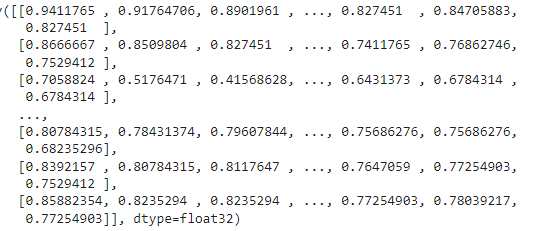 y([[0.9411765 , 0.91764706, 0.8901961 , ..., 0.827451  , 0.84705883,
0.827451  ],
[0.8666667 , 0.8509804 , 0.827451  , ..., 0.7411765 , 0.76862746,
0.7529412 ],
[0.7058824 , 0.5176471 , 0.41568628, ..., 0.6431373 , 0.6784314 ,
0.6784314 ],
...,
[0.80784315, 0.78431374, 0.79607844, ..., 0.75686276, 0.75686276,
0.68235296],
[0.8392157 , 0.80784315, 0.8117647 , ..., 0.7647059 , 0.77254903,
0.7529412 ],
[0.85882354, 0.8235294 , 0.8235294 , ..., 0.77254903, 0.78039217,
0.77254903]], dtype=float32)